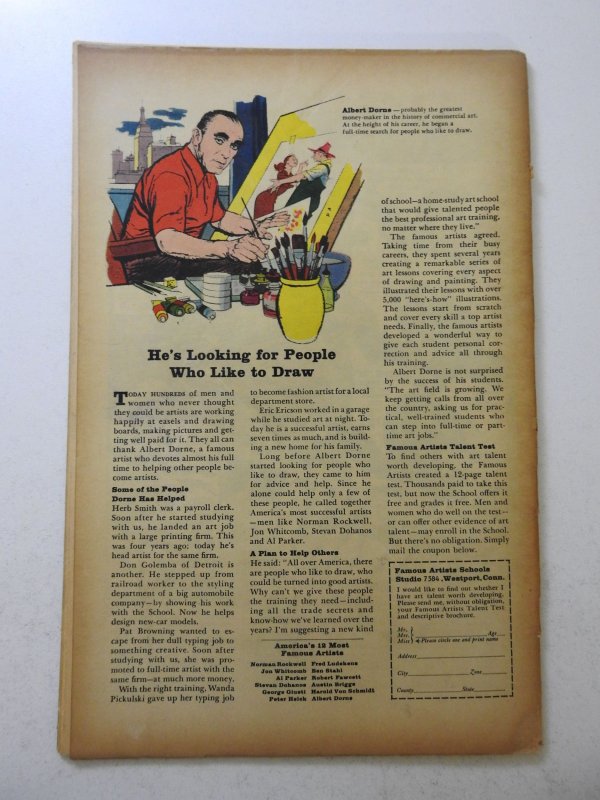 Albert Dorne — probably the greatest
money-maker in the history of commercial art.
At the height of his career, he began a
full-time search for people who like to draw.
He's Looking for People
Who Like to Draw
TODAY HUNDREDS of men and
women who never thought
they could be artists are working
happily at easels and drawing
boards, making pictures and get-
ting well paid for it. They all can
thank Albert Dorne, a famous
artist who devotes almost his full
time to helping other people be-
come artists.
Some of the People
Dorne Has Helped
Herb Smith was a payroll clerk.
Soon after he started studying
with us, he landed an art job
with a large printing firm. This
was four years ago; today he's
head artist for the same firm.
Don Golemba of Detroit is
another. He stepped up from
railroad worker to the styling
department of a big automobile
company—by showing his work
with the School. Now he helps
design new-car models.
Pat Browning wanted to es-
cape from her dull typing job to
something creative. Soon after
studying with us, she was pro-
moted to full-time artist with the
same firm—at much more money.
With the right training, Wanda
Pickulski gave up her typing job
to become fashion artist for a local
department store.
Eric Ericson worked in a garage
while he studied art at night. To-
day he is a successful artist, earns
seven times as much, and is build-
ing a new home for his family.
Long before Albert Dorne
started looking for people who
like to draw, they came to him
for advice and help. Since he
alone could help only a few of
these people, he called together
America's most successful artists
—men like Norman Rockwell,
Jon Whitcomb, Stevan Dohanos
and Al Parker.
A Plan to Help Others
He said: "All over America, there
are people who like to draw, who
could be turned into good artists.
Why can't we give these people
the training they need—includ-
ing all the trade secrets and
know-how we've learned over the
years? I'm suggesting a new kind
America's 12 Most
Famous Artists
Norman Rockwell Fred Ludekens
Jon Whitcomb Ben Stahl
Al Parker Robert Fawcett
Stevan Dohanos Austin Briggs
George Giusti Harold Von Schmidt
Peter Helck Albert Dorne
of school—a home-study art school
that would give talented people
the best professional art training,
no matter where they live."
The famous artists agreed.
Taking time from their busy
careers, they spent several years
creating a remarkable series of
art lessons covering every aspect
of drawing and painting. They
illustrated their lessons with over
5,000 "here's-how" illustrations.
The lessons start from scratch
and cover every skill a top artist
needs. Finally, the famous artists
developed a wonderful way to
give each student personal cor-
rection and advice all through
his training.
Albert Dorne is not surprised
by the success of his students.
"The art field is growing. We
keep getting calls from all over
the country, asking us for prac-
tical, well-trained students who
can step into full-time or part-
time art jobs."
Famous Artists Talent Test
To find others with art talent
worth developing, the Famous
Artists created a 12-page talent
test. Thousands paid to take this
test, but now the School offers it
free and grades it free. Men and
women who do well on the test—
or can offer other evidence of art
talent—may enroll in the School.
But there's no obligation. Simply
mail the coupon below.
Famous Artists Schools
Studio 7384, Westport, Conn.
I would like to find out whether I
have art talent worth developing.
Please send me, without obligation,
your Famous Artists Talent Test
and descriptive brochure.
Mr.
Mrs. Age
Miss Please circle one and print name
Address
City Zone
County State